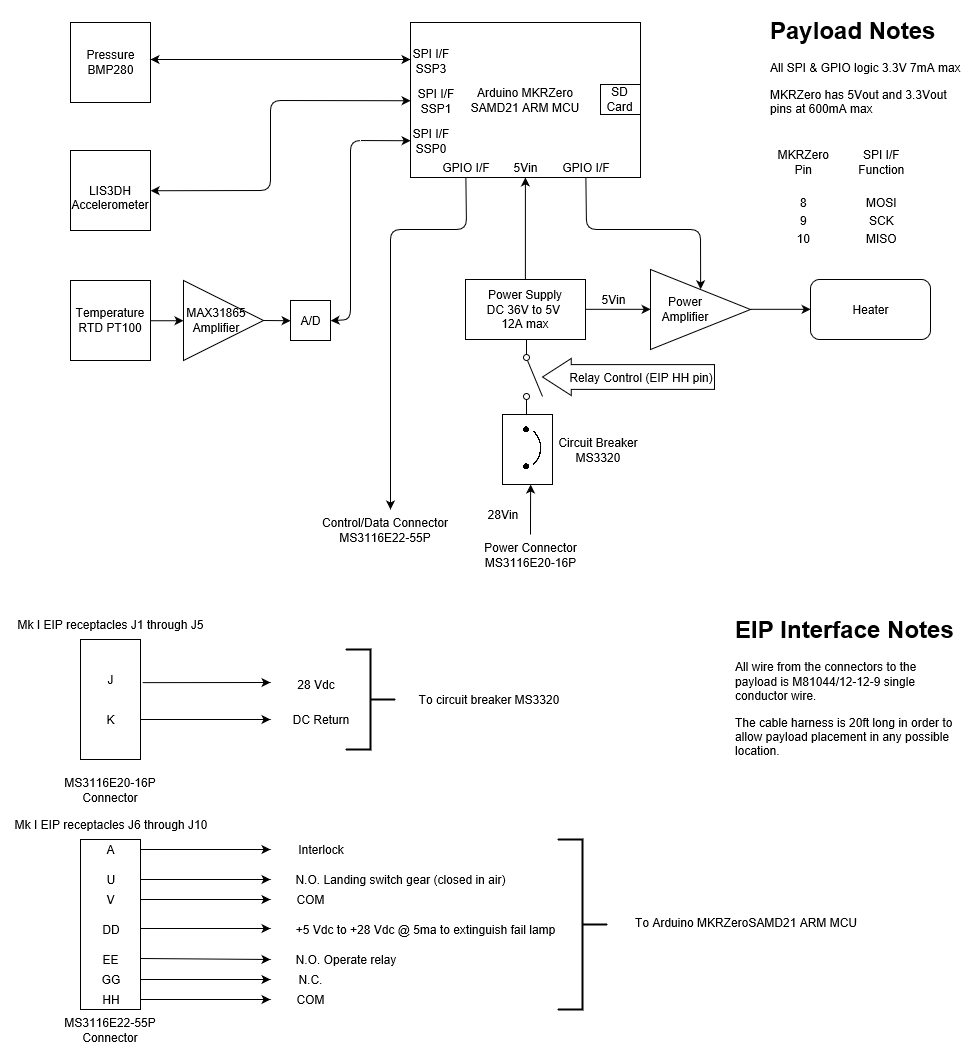 Payload Notes
All SPI & GPIO logic 3.3V 7mA max
MKRZero has 5Vout and 3.3Vout
pins at 600mA max
MKRZero
Pin
SPI I/F
Function
8 MOSI
9 SCK
10 MISO
Pressure
BMP280
SPI I/F
SSP3
SPI I/F
SSP1
SPI I/F
SSP0
Arduino MKRZero
SAMD21 ARM MCU
SD
Card
GPIO I/F 5Vin GPIO I/F
LIS3DH
Accelerometer
Temperature
RTD PT100
MAX31865
Amplifier
A/D
Power Supply
DC 36V to 5V
12A max
5Vin
Power
Amplifier
Heater
Relay Control (EIP HH pin)
Circuit Breaker
MS3320
28Vin
Control/Data Connector
MS3116E22-55P
Power Connector
MS3116E20-16P
EIP Interface Notes
All wire from the connectors to the
payload is M81044/12-12-9 single
conductor wire.
The cable harness is 20ft long in order to
allow payload placement in any possible
location.
Mk I EIP receptacles J1 through J5
J 28 Vdc
K DC Return
To circuit breaker MS3320
MS3116E20-16P
Connector
Mk I EIP receptacles J6 through J10
A Interlock
U N.O. Landing switch gear (closed in air)
V COM
DD +5 Vdc to +28 Vdc @ 5ma to extinguish fail lamp
EE N.O. Operate relay
GG N.C.
HH COM
To Arduino MKRZeroSAMD21 ARM MCU
MS3116E22-55P
Connector